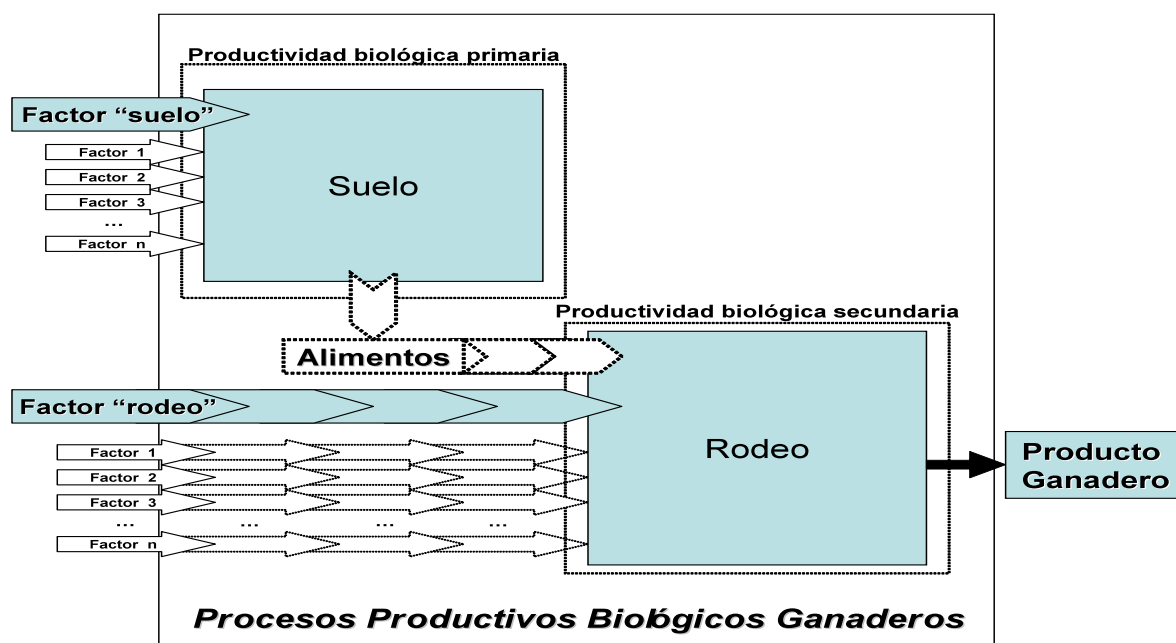 Productividad biológica primaria
Factor “suelo”
Factor 1
Factor 2
Factor 3
...
Factor n
Suelo
Productividad biológica secundaria
Alimentos
Factor “rodeo”
Factor 1
Factor 2
Factor 3
... ... ... ...
Factor n
Rodeo
Producto
Ganadero
Procesos Productivos Biológicos Ganaderos